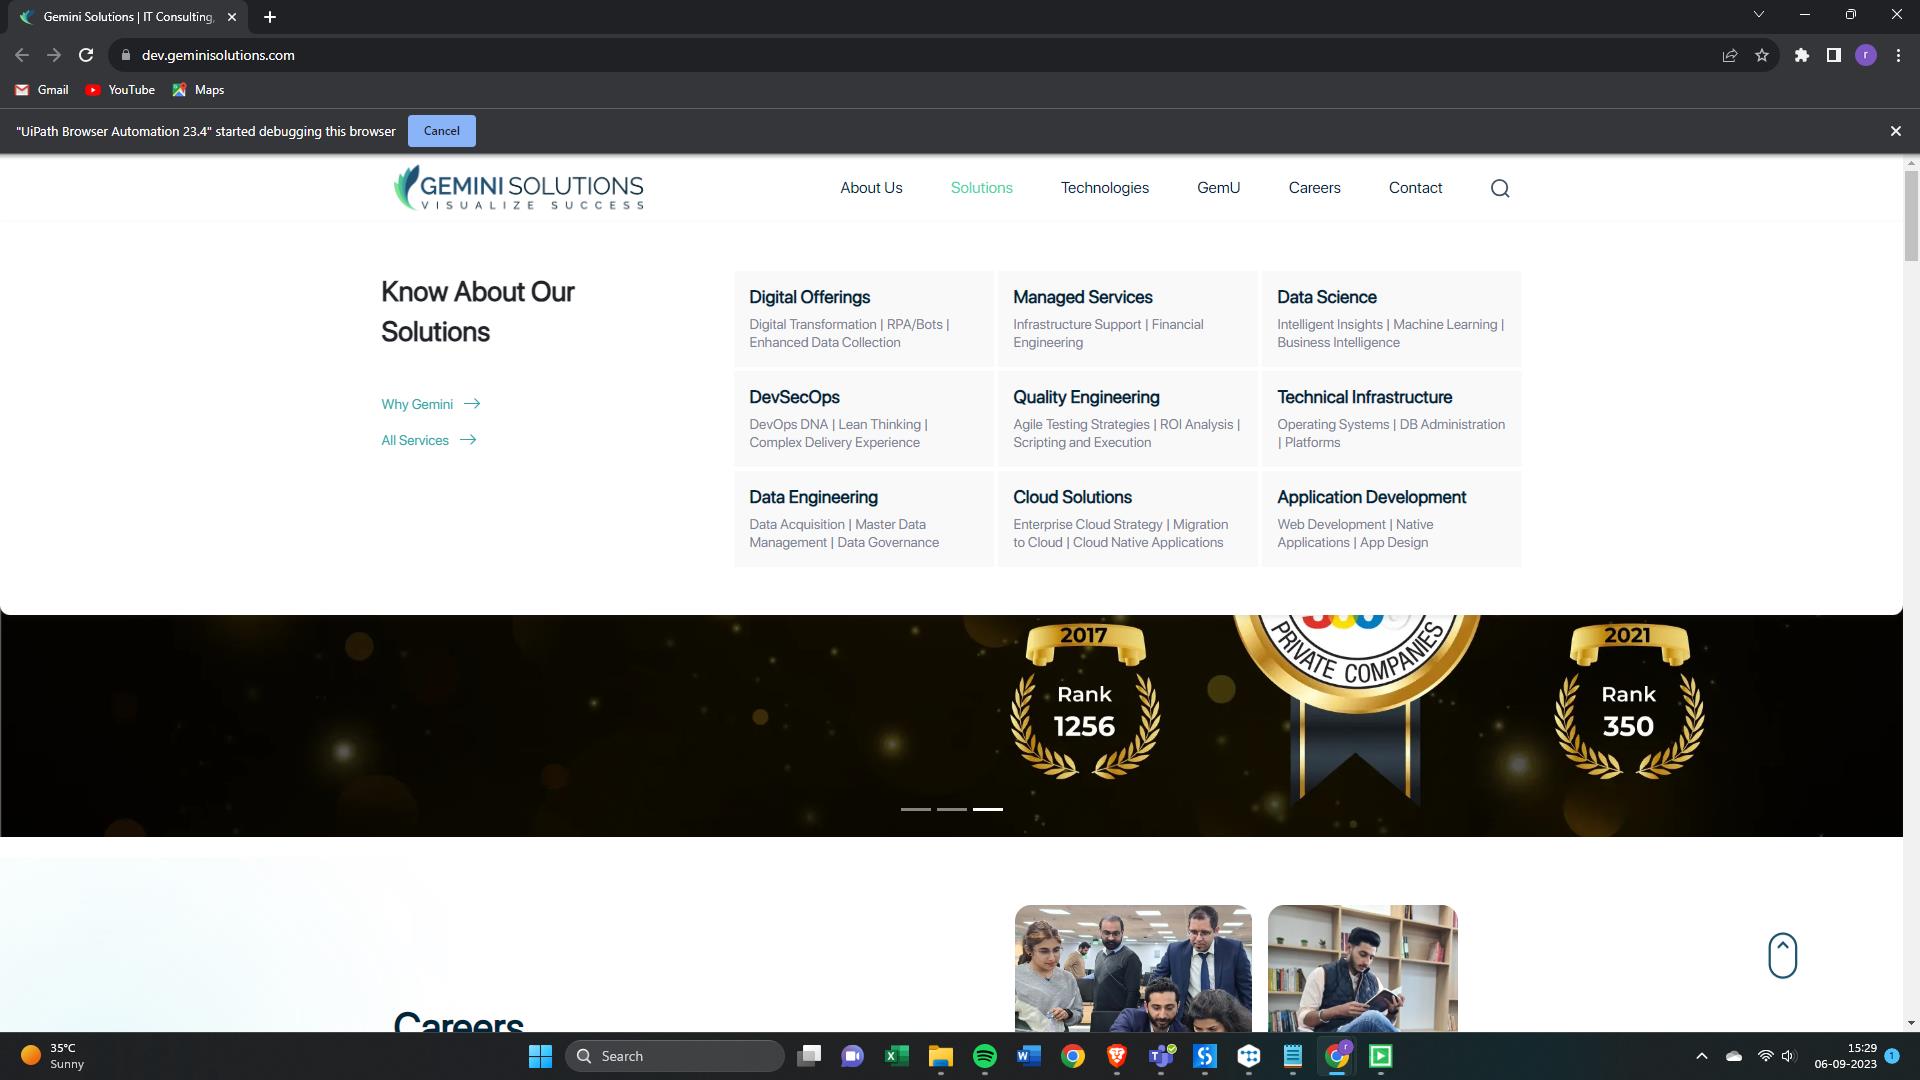 Gemini Solutions | IT Consulting,
dev.geminisolutions.com
r
Gmail
YouTube
Maps
"UiPath Browser Automation 23.4" started debugging this browser
Cancel
GEMINI SOLUTIONS
VISUALIZE SUCCESS
About Us
Solutions
Technologies
GemU
Careers
Contact
Know About Our
Solutions
Why Gemini
All Services
Digital Offerings
Digital Transformation | RPA/Bots |
Enhanced Data Collection
Managed Services
Infrastructure Support | Financial
Engineering
Data Science
Intelligent Insights | Machine Learning |
Business Intelligence
DevSecOps
DevOps DNA | Lean Thinking |
Complex Delivery Experience
Quality Engineering
Agile Testing Strategies | ROI Analysis |
Scripting and Execution
Technical Infrastructure
Operating Systems | DB Administration
| Platforms
Data Engineering
Data Acquisition | Master Data
Management | Data Governance
Cloud Solutions
Enterprise Cloud Strategy | Migration
to Cloud | Cloud Native Applications
Application Development
Web Development | Native
Applications | App Design
2017
Rank
1256
PRIVATE COMPANIES
2021
Rank
350
Careers
35°C
Sunny
Search
15:29
06-09-2023
1